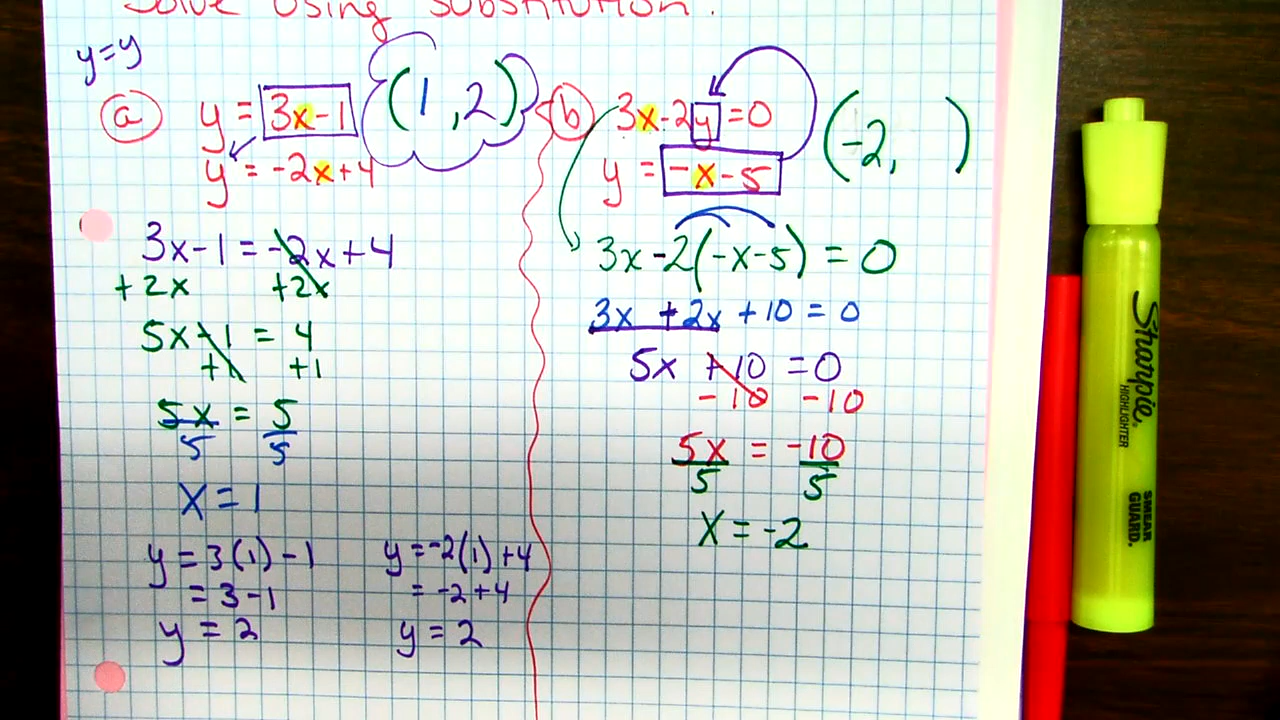 Solve using substitution.
y=y
a y = 3x-1 (1,2)
y = -2x+4
3x-1 = -2x+4
+2x +2x
5x-1 = 4
+1 +1
5x = 5
5 5
x = 1
y = 3(1)-1 y=-2(1)+4
= 3-1 = -2+4
y = 2 y = 2
b 3x-2y=0 (-2, )
y = -x-5
3x-2(-x-5) = 0
3x +2x +10 = 0
5x +10 = 0
-10 -10
5x = -10
5 5
x = -2
Sharpie.
HIGHLIGHTER
SMEAR
GUARD.